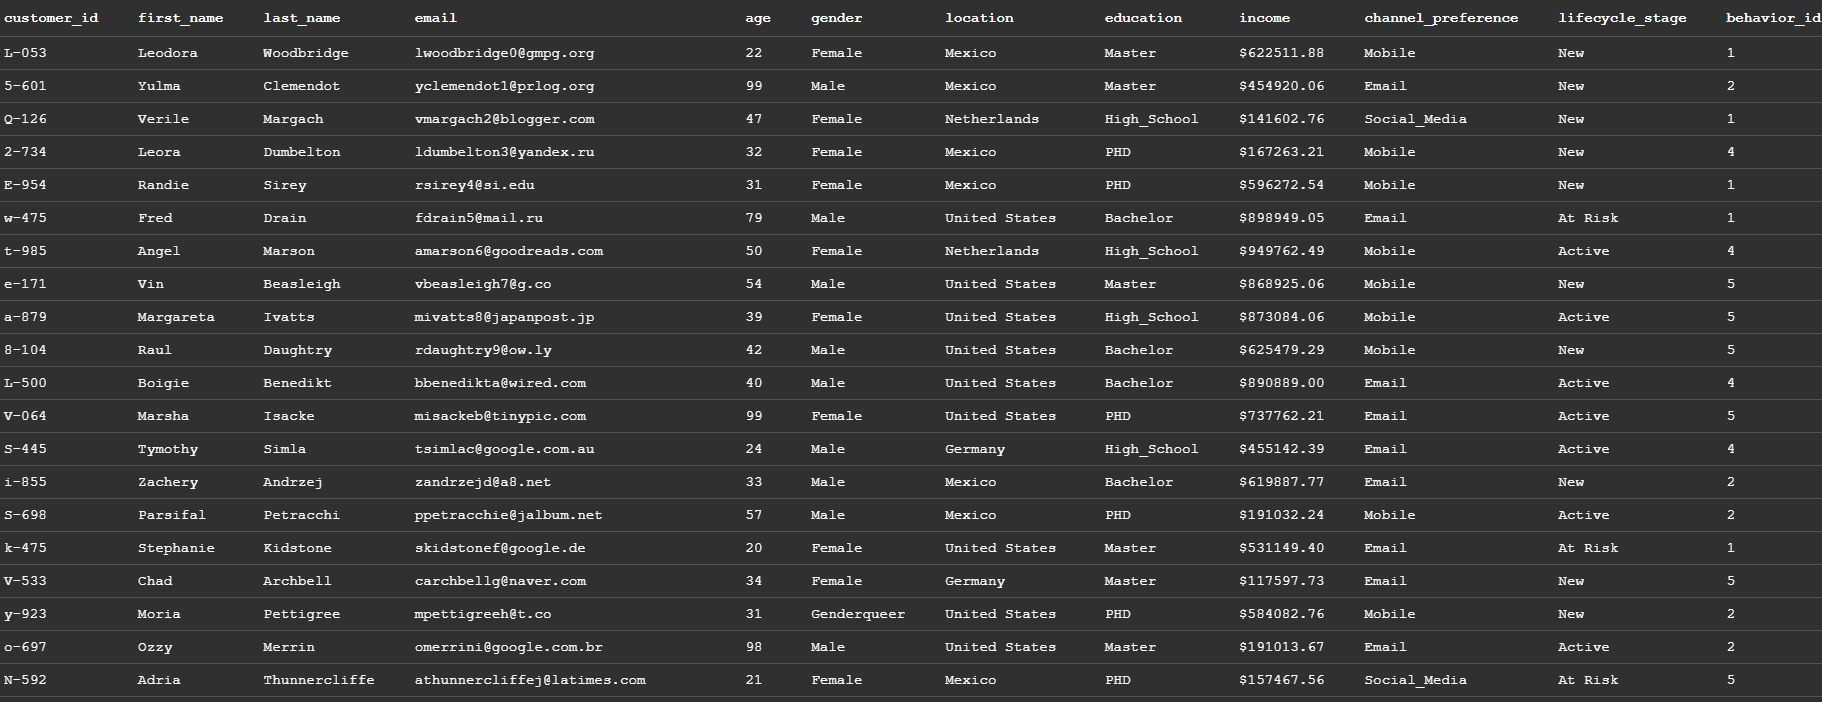 customer_id first_name last_name email age gender location education income channel_preference lifecycle_stage behavior_id
L-053 Leodora Woodbridge lwoodbridge0@gmpg.org 22 Female Mexico Master $622511.88 Mobile New 1
5-601 Yulma Clemendot yclemendot1@prlog.org 99 Male Mexico Master $454920.06 Email New 2
Q-126 Verile Margach vmargach2@blogger.com 47 Female Netherlands High_School $141602.76 Social_Media New 1
2-734 Leora Dumbelton ldumbelton3@yandex.ru 32 Female Mexico PHD $167263.21 Mobile New 4
E-954 Randie Sirey rsirey4@si.edu 31 Female Mexico PHD $596272.54 Mobile New 1
w-475 Fred Drain fdrain5@mail.ru 79 Male United States Bachelor $898949.05 Email At Risk 1
t-985 Angel Marson amarson6@goodreads.com 50 Female Netherlands High_School $949762.49 Mobile Active 4
e-171 Vin Beasleigh vbeasleigh7@g.co 54 Male United States Master $868925.06 Mobile New 5
a-879 Margareta Ivatts mivatts8@japanpost.jp 39 Female United States High_School $873084.06 Mobile Active 5
8-104 Raul Daughtry rdaughtry9@ow.ly 42 Male United States Bachelor $625479.29 Mobile New 5
L-500 Boigie Benedikt bbenedikta@wired.com 40 Male United States Bachelor $890889.00 Email Active 4
V-064 Marsha Isacke misackeb@tinypic.com 99 Female United States PHD $737762.21 Email Active 5
S-445 Tymothy Simla tsimlac@google.com.au 24 Male Germany High_School $455142.39 Email Active 4
i-855 Zachery Andrzej zandrzejd@a8.net 33 Male Mexico Bachelor $619887.77 Email New 2
S-698 Parsifal Petracchi ppetracchie@jalbum.net 57 Male Mexico PHD $191032.24 Mobile Active 2
k-475 Stephanie Kidstone skidstonef@google.de 20 Female United States Master $531149.40 Email At Risk 1
V-533 Chad Archbell carchbellg@naver.com 34 Female Germany Master $117597.73 Email New 5
y-923 Moria Pettigree mpettigreeh@t.co 31 Genderqueer United States PHD $584082.76 Mobile New 2
o-697 Ozzy Merrin omerrini@google.com.br 98 Male United States Master $191013.67 Email Active 2
N-592 Adria Thunnercliffe athunnercliffej@latimes.com 21 Female Mexico PHD $157467.56 Social_Media At Risk 5